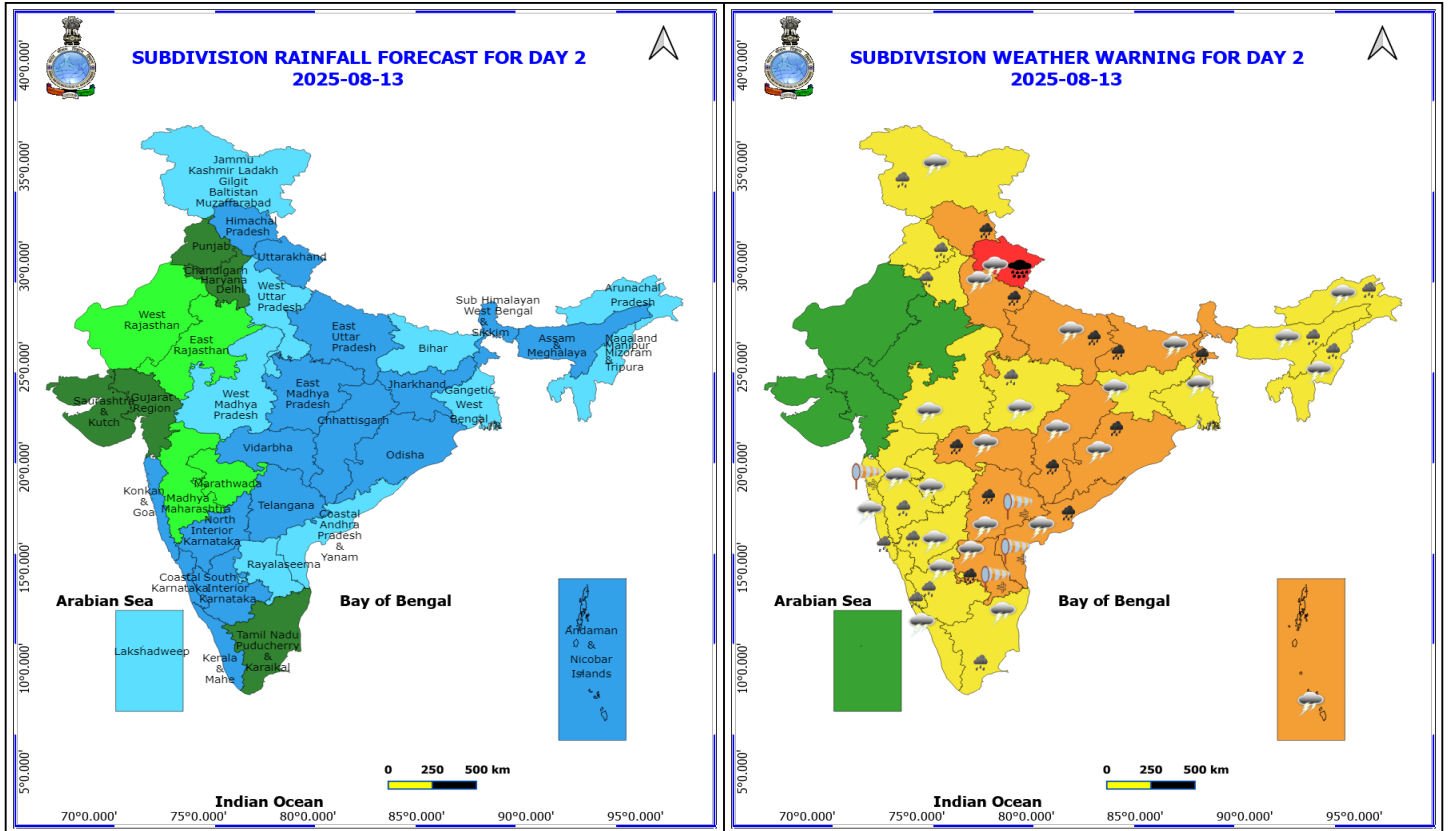 SUBDIVISION RAINFALL FORECAST FOR DAY 2
2025-08-13
40°0.000'
35°0.000'
30°0.000'
25°0.000'
20°0.000'
15°0.000'
10°0.000'
5°0.000'
Jammu
Kashmir Ladakh
Gilgit
Baltistan
Muzaffarabad
Himachal
Pradesh
Punjab
Uttarakhand
Chandigarh
Haryana
Delhi
West
Uttar
Pradesh
West
Rajasthan
East
Rajasthan
East
Uttar
Pradesh
Bihar
Sub Himalayan
West Bengal
&
Sikkim
Arunachal
Pradesh
Assam
&
Meghalaya
Nagaland
Manipur
Mizoram
&
Tripura
Saurashtra
&
Kutch
Gujarat
Region
West
Madhya
Pradesh
East
Madhya
Pradesh
Jharkhand
Gangetic
West
Bengal
Chhattisgarh
Vidarbha
Odisha
Konkan
&
Goa
Madhya
Maharashtra
Marathwada
Telangana
North
Interior
Karnataka
Coastal
Andhra
Pradesh
&
Yanam
Rayalaseema
Coastal
Karnataka
South
Interior
Karnataka
Arabian Sea
Bay of Bengal
Lakshadweep
Tamil Nadu
Puducherry
&
Karaikal
Kerala
&
Mahe
Andaman
&
Nicobar
Islands
0 250 500 km
Indian Ocean
70°0.000' 75°0.000' 80°0.000' 85°0.000' 90°0.000' 95°0.000'
SUBDIVISION WEATHER WARNING FOR DAY 2
2025-08-13
40°0.000'
35°0.000'
30°0.000'
25°0.000'
20°0.000'
15°0.000'
10°0.000'
5°0.000'
Arabian Sea
Bay of Bengal
0 250 500 km
Indian Ocean
70°0.000' 75°0.000' 80°0.000' 85°0.000' 90°0.000' 95°0.000'